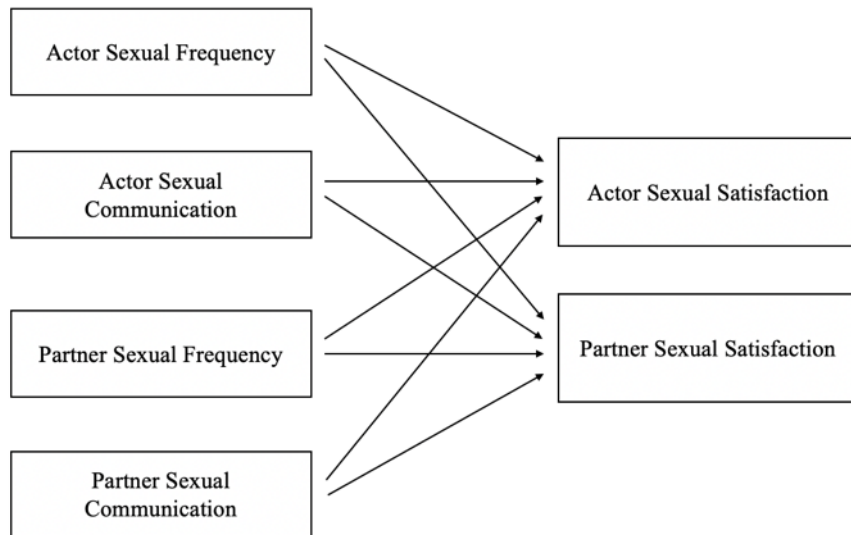 Actor Sexual Frequency
Actor Sexual
Communication
Partner Sexual Frequency
Partner Sexual
Communication
Actor Sexual Satisfaction
Partner Sexual Satisfaction